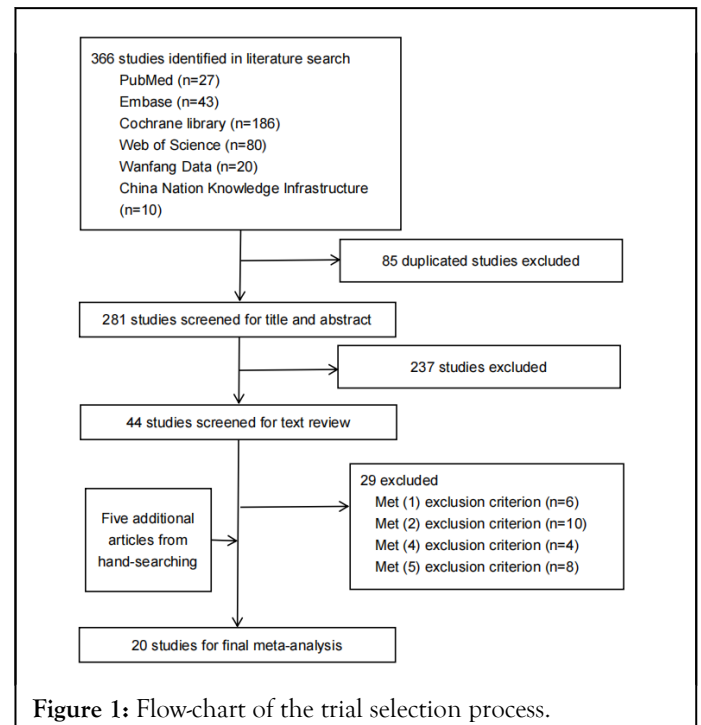 366 studies identified in literature search
PubMed (n=27)
Embase (n=43)
Cochrane library (n=186)
Web of Science (n=80)
Wanfang Data (n=20)
China Nation Knowledge Infrastructure
(n=10)
85 duplicated studies excluded
281 studies screened for title and abstract
237 studies excluded
44 studies screened for text review
29 excluded
Met (1) exclusion criterion (n=6)
Met (2) exclusion criterion (n=10)
Met (4) exclusion criterion (n=4)
Met (5) exclusion criterion (n=8)
Five additional
articles from
hand-searching
20 studies for final meta-analysis
Figure 1: Flow-chart of the trial selection process.